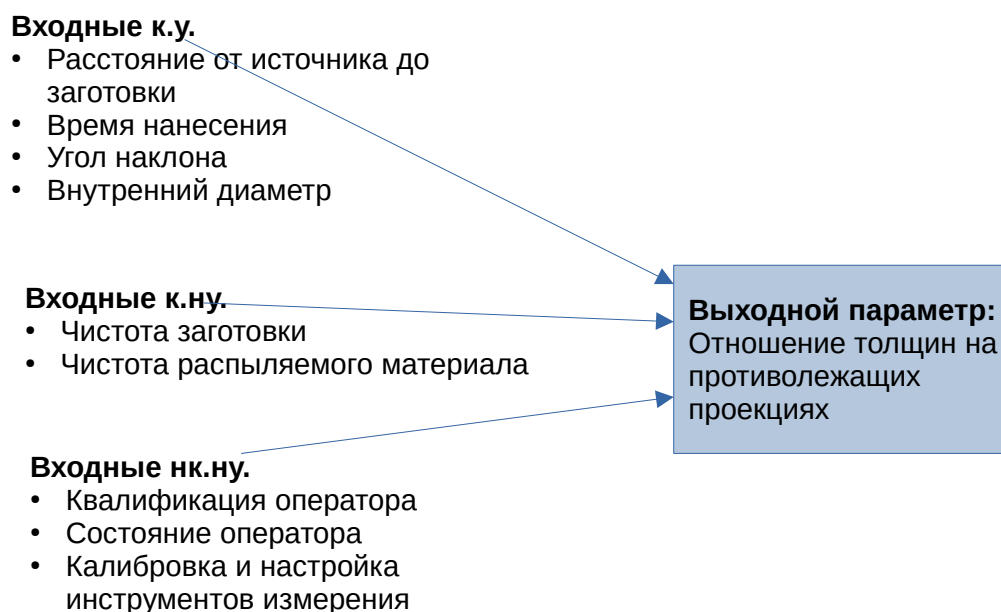 Входные к.у.
• Расстояние от источника до
заготовки
• Время нанесения
• Угол наклона
• Внутренний диаметр
Входные к.ну.
• Чистота заготовки
• Чистота распыляемого материала
Выходной параметр:
Отношение толщин на
противолежащих
проекциях
Входные нк.ну.
• Квалификация оператора
• Состояние оператора
• Калибровка и настройка
инструментов измерения